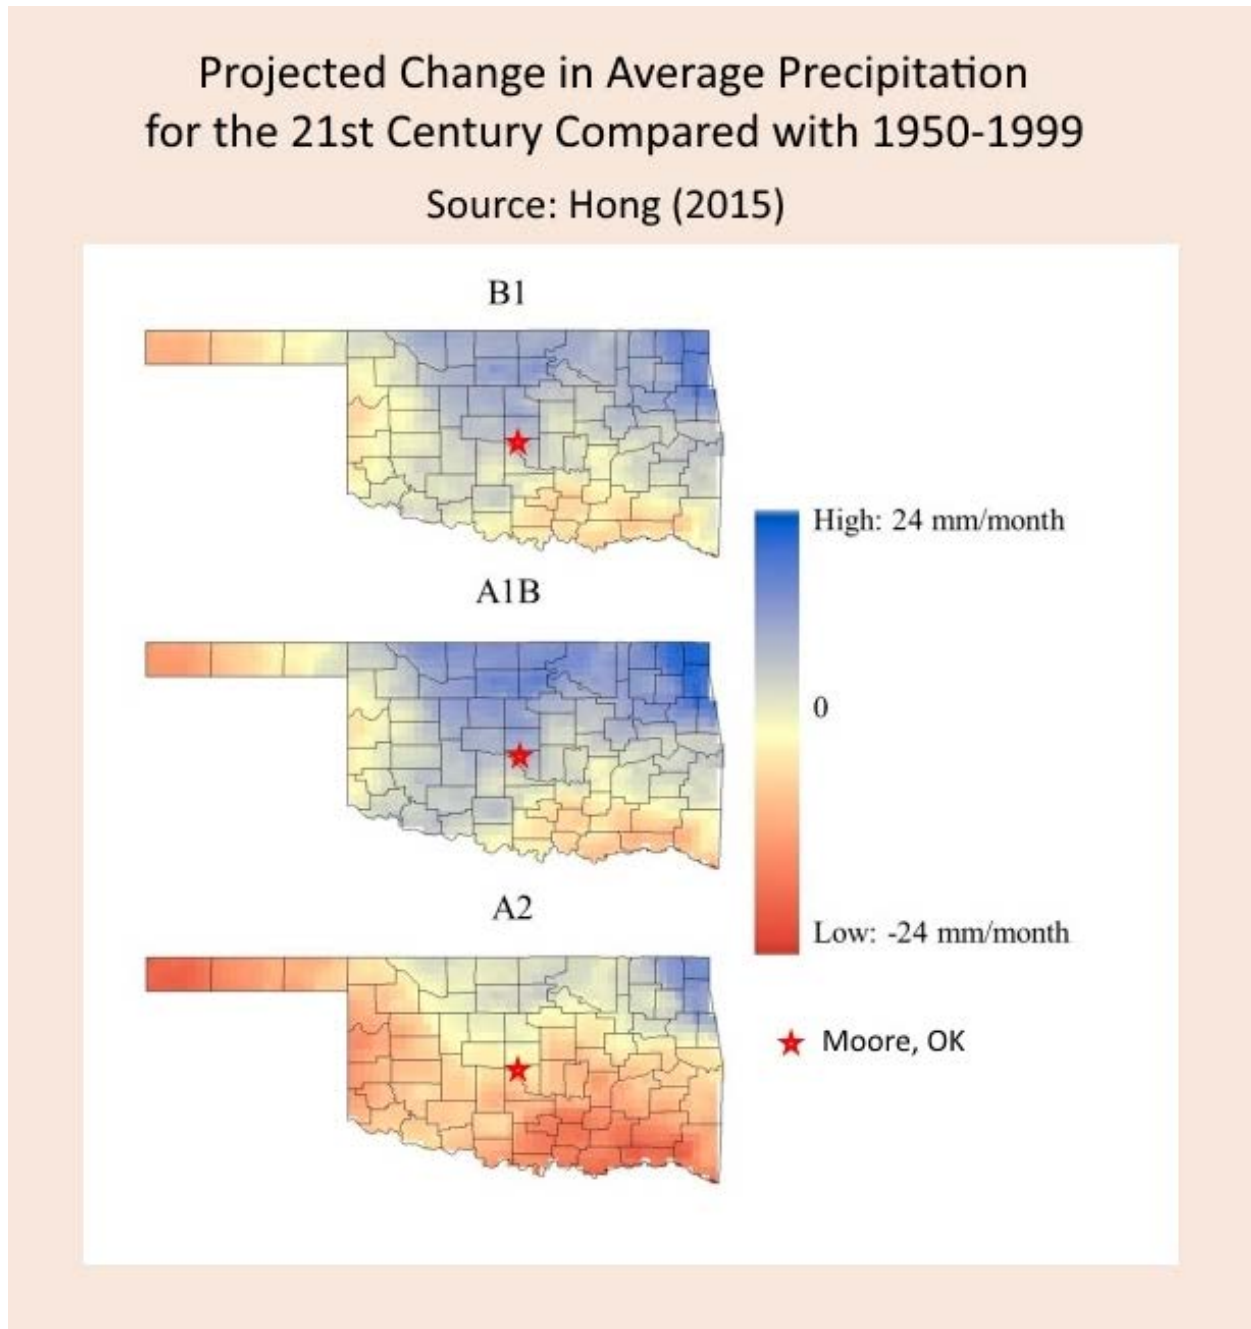 Projected Change in Average Precipitation
for the 21st Century Compared with 1950-1999
Source: Hong (2015)
B1
High: 24 mm/month
A1B
0
A2
Low: -24 mm/month
Moore, OK